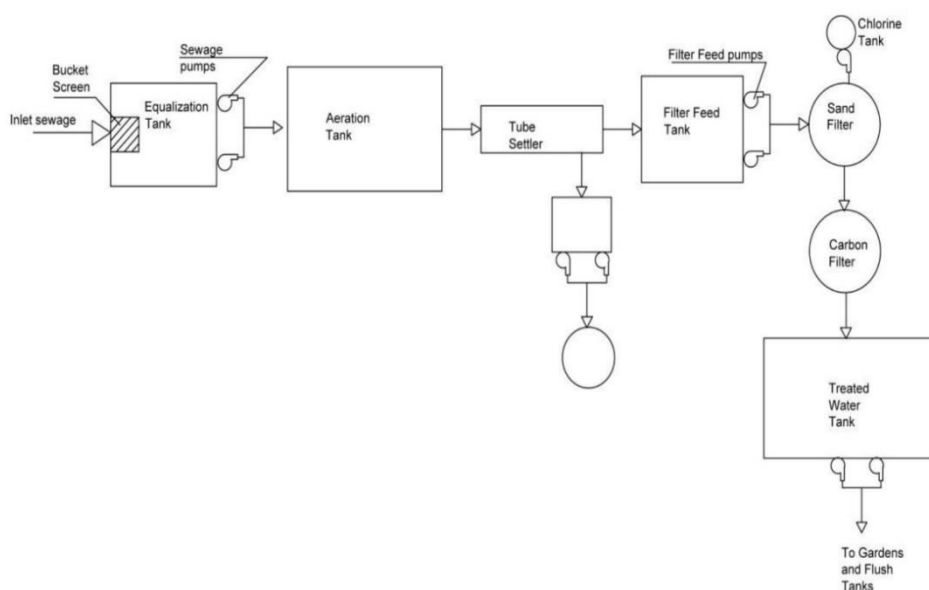 Inlet sewage
Bucket
Screen
Equalization
Tank
Sewage
pumps
Aeration
Tank
Tube
Settler
Filter Feed
Tank
Filter Feed pumps
Chlorine
Tank
Sand
Filter
Carbon
Filter
Treated
Water
Tank
To Gardens
and Flush
Tanks